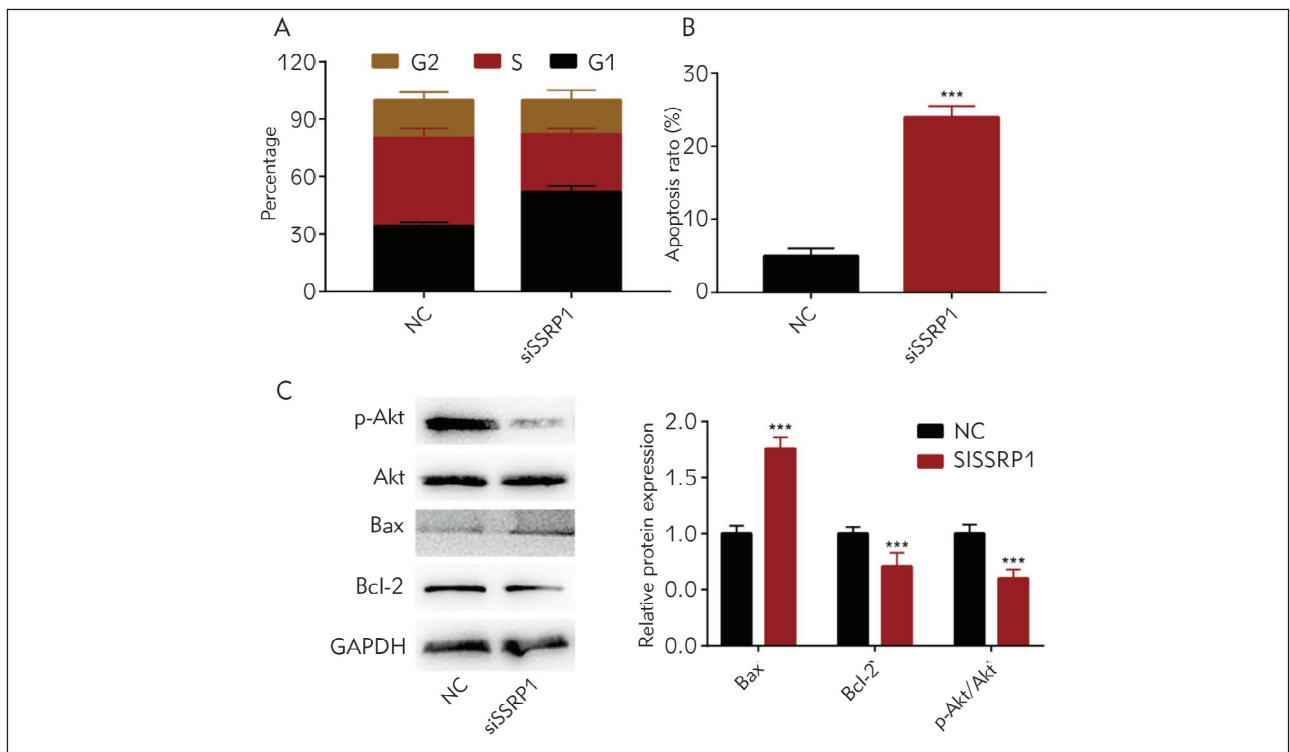 A
120
90
60
30
0
Percentage
G2 S G1
NC
siSSRP1
B
30
20
10
0
Apoptosis rato (%)
***
NC
siSSRP1
C
p-Akt
Akt
Bax
Bcl-2
GAPDH
NC
siSSRP1
2.0
1.5
1.0
0.0
0.0
Relative protein expression
NC
SISSRP1
***
***
***
Bax
Bcl-2
p-Akt/Akt